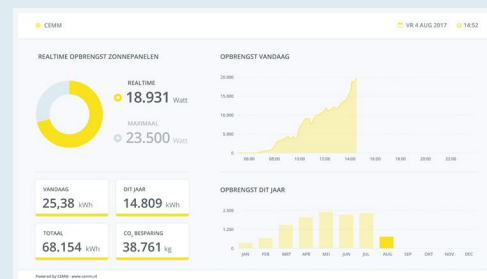 CEMM
VR 4 AUG 2017 14:52
REALTIME OPBRENGST ZONNEPANELEN
REALTIME
18.931 Watt
MAXIMAAL
23.500 Watt
VANDAAG
25,38 kWh
DIT JAAR
14.809 kWh
TOTAAL
68.154 kWh
CO₂ BESPARING
38.761 kg
OPBRENGST VANDAAG
20.000
15.000
10.000
5.000
0
06:00 08:00 10:00 12:00 14:00 16:00 18:00 20:00 22:00
OPBRENGST DIT JAAR
2.500
1.250
0
JAN FEB MRT APR MEI JUN JUL AUG SEP OKT NOV DEC
Powered by CEMM - www.cemm.nl